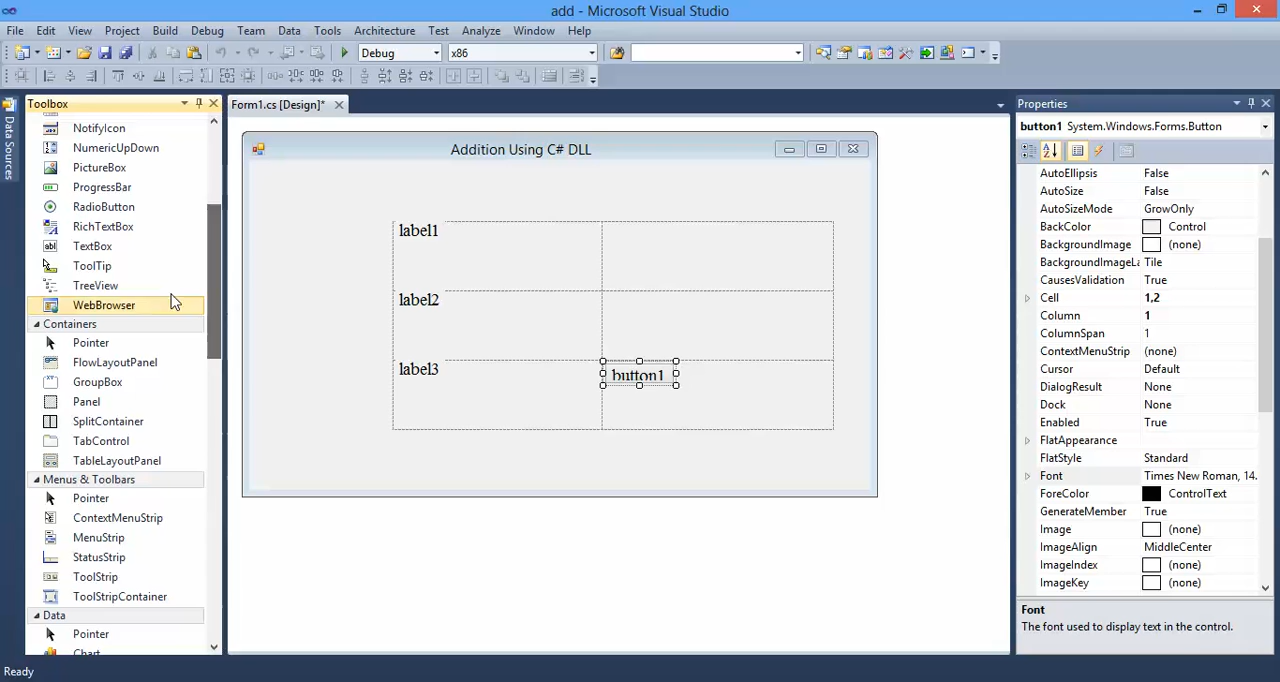 add - Microsoft Visual Studio
File Edit View Project Build Debug Team Data Tools Architecture Test Analyze Window Help
Debug x86
Data Sources
Toolbox
NotifyIcon
NumericUpDown
PictureBox
ProgressBar
RadioButton
RichTextBox
TextBox
ToolTip
TreeView
WebBrowser
Containers
Pointer
FlowLayoutPanel
GroupBox
Panel
SplitContainer
TabControl
TableLayoutPanel
Menus & Toolbars
Pointer
ContextMenuStrip
MenuStrip
StatusStrip
ToolStrip
ToolStripContainer
Data
Pointer
Chart
Form1.cs [Design]*
Addition Using C# DLL
label1
label2
label3
button1
Properties
button1 System.Windows.Forms.Button
AutoEllipsis False
AutoSize False
AutoSizeMode GrowOnly
BackColor Control
BackgroundImage (none)
BackgroundImageLa Tile
CausesValidation True
Cell 1,2
Column 1
ColumnSpan 1
ContextMenuStrip (none)
Cursor Default
DialogResult None
Dock None
Enabled True
FlatAppearance
FlatStyle Standard
Font Times New Roman, 14.
ForeColor ControlText
GenerateMember True
Image (none)
ImageAlign MiddleCenter
ImageIndex (none)
ImageKey (none)
Font
The font used to display text in the control.
Ready